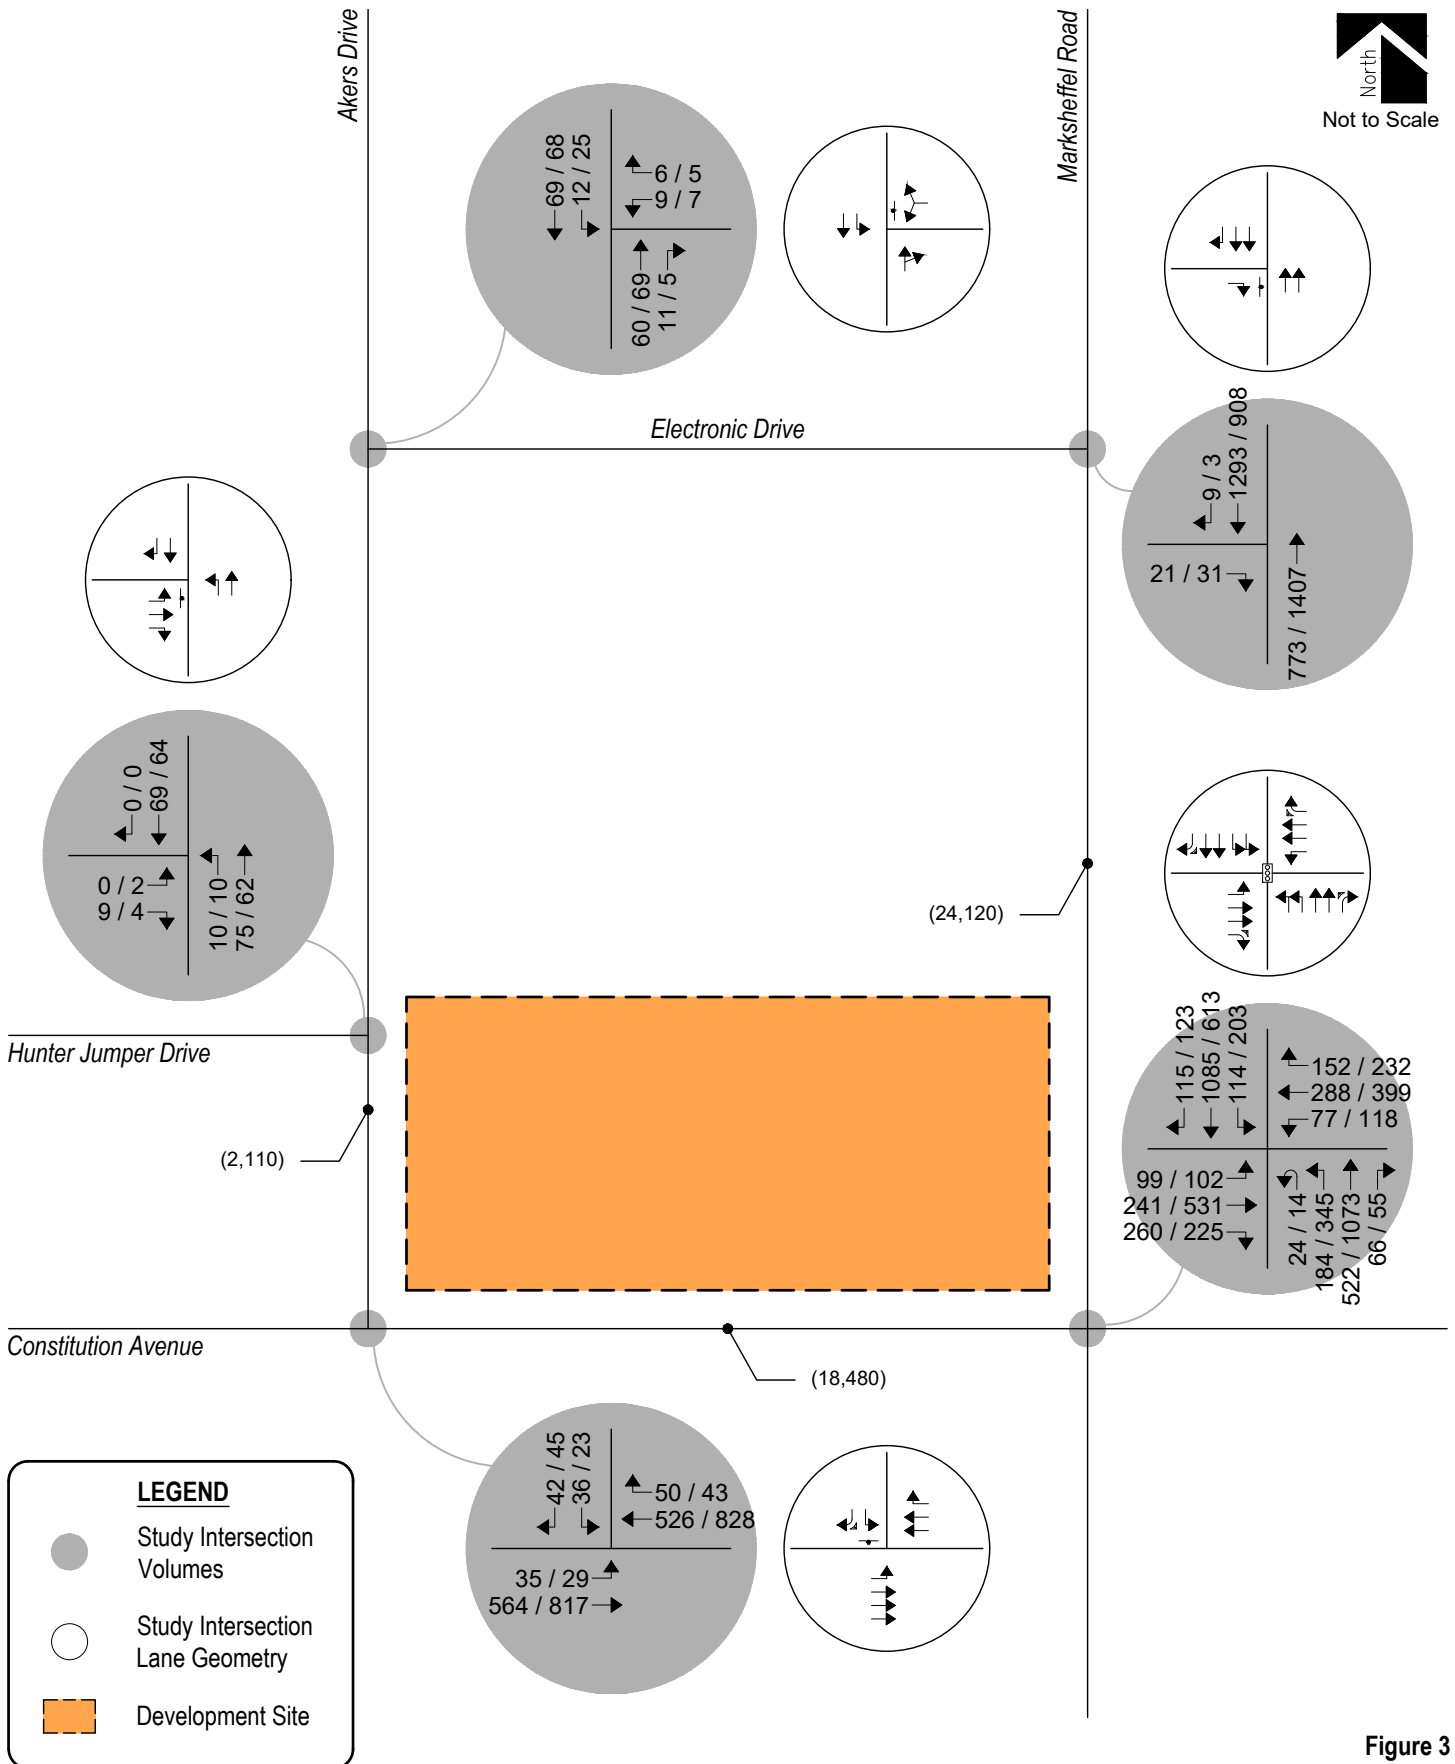 Akers Drive
Marksheffel Road
North
Not to Scale
69 / 68
12 / 25
6 / 5
9 / 7
60 / 69
11 / 5
Electronic Drive
9 / 3
1293 / 908
21 / 31
773 / 1407
0 / 0
69 / 64
0 / 2
9 / 4
10 / 10
75 / 62
(24,120)
Hunter Jumper Drive
(2,110)
115 / 123
1085 / 613
114 / 203
152 / 232
288 / 399
77 / 118
99 / 102
241 / 531
260 / 225
24 / 14
184 / 345
522 / 1073
66 / 55
Constitution Avenue
(18,480)
42 / 45
36 / 23
50 / 43
526 / 828
35 / 29
564 / 817
LEGEND
Study Intersection
Volumes
Study Intersection
Lane Geometry
Development Site
Figure 3